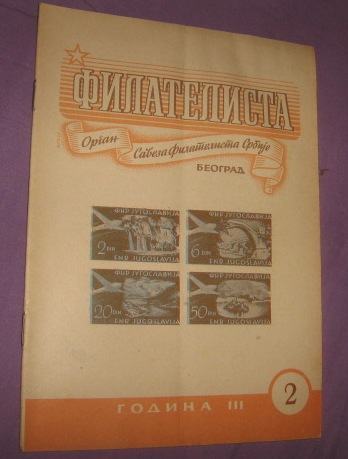 ФИЛАТЕЛИСТА
Орган
Савеза Филателиста Србије
БЕОГРАД
ФНР ЈУГОСЛАВИЈА
2 DIN
FNR JUGOSLAVIJA
ФНР ЈУГОСЛАВИЈА
6 DIN
FNR JUGOSLAVIJA
ФНР ЈУГОСЛАВИЈА
20 DIN
FNR JUGOSLAVIJA
ФНР ЈУГОСЛАВИЈА
50 DIN
FNR JUGOSLAVIJA
ГОДИНА III
2